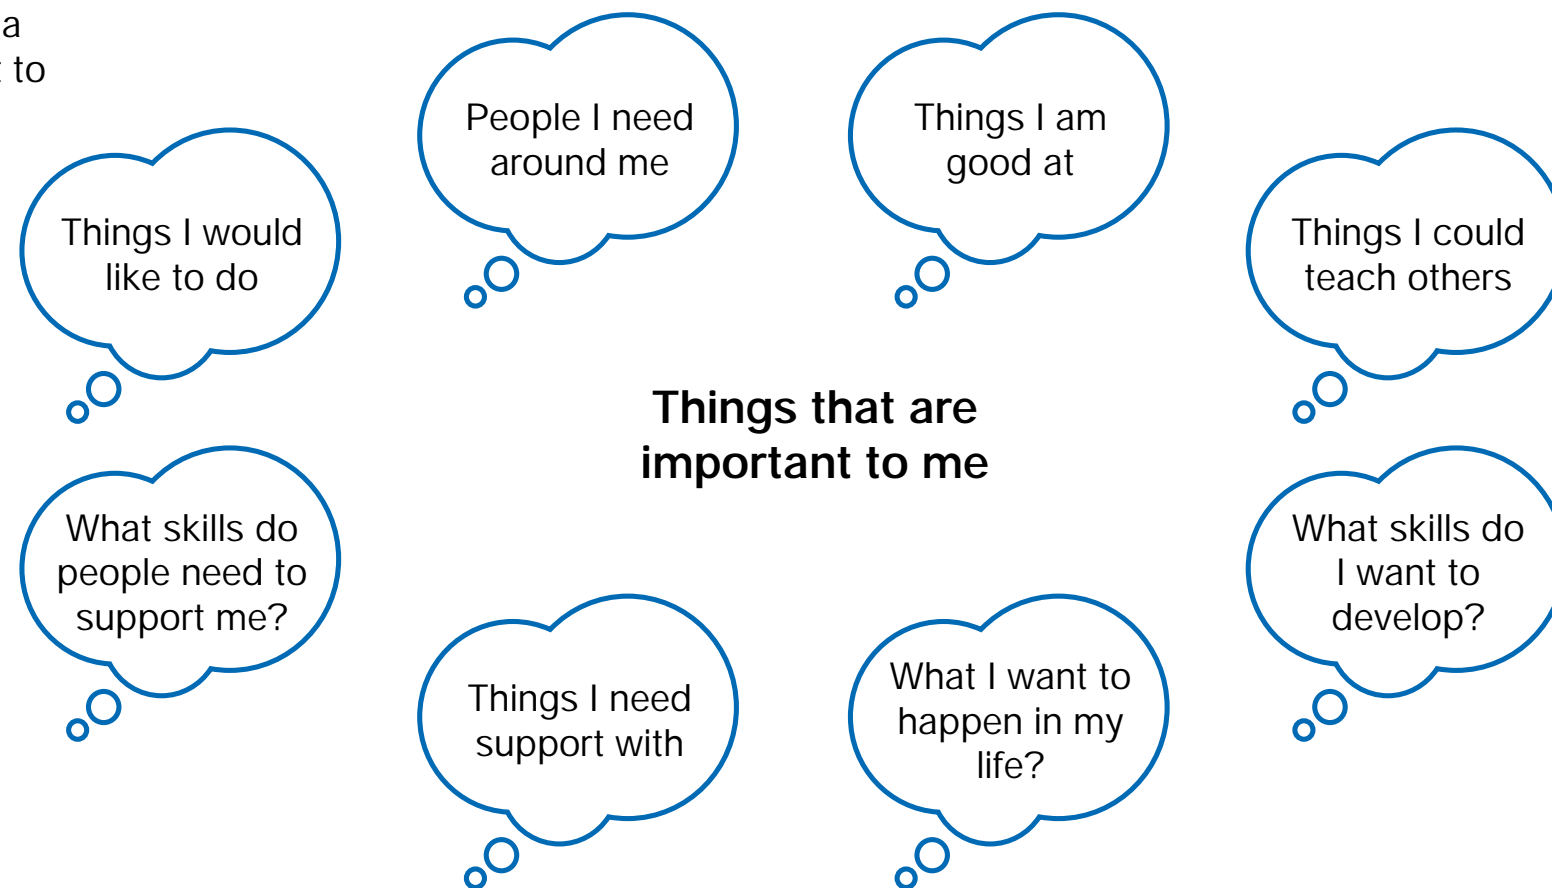 a
to
People I need
around me
Things I am
good at
Things I would
like to do
Things I could
teach others
Things that are
important to me
What skills do
people need to
support me?
What skills do
I want to
develop?
Things I need
support with
What I want to
happen in my
life?